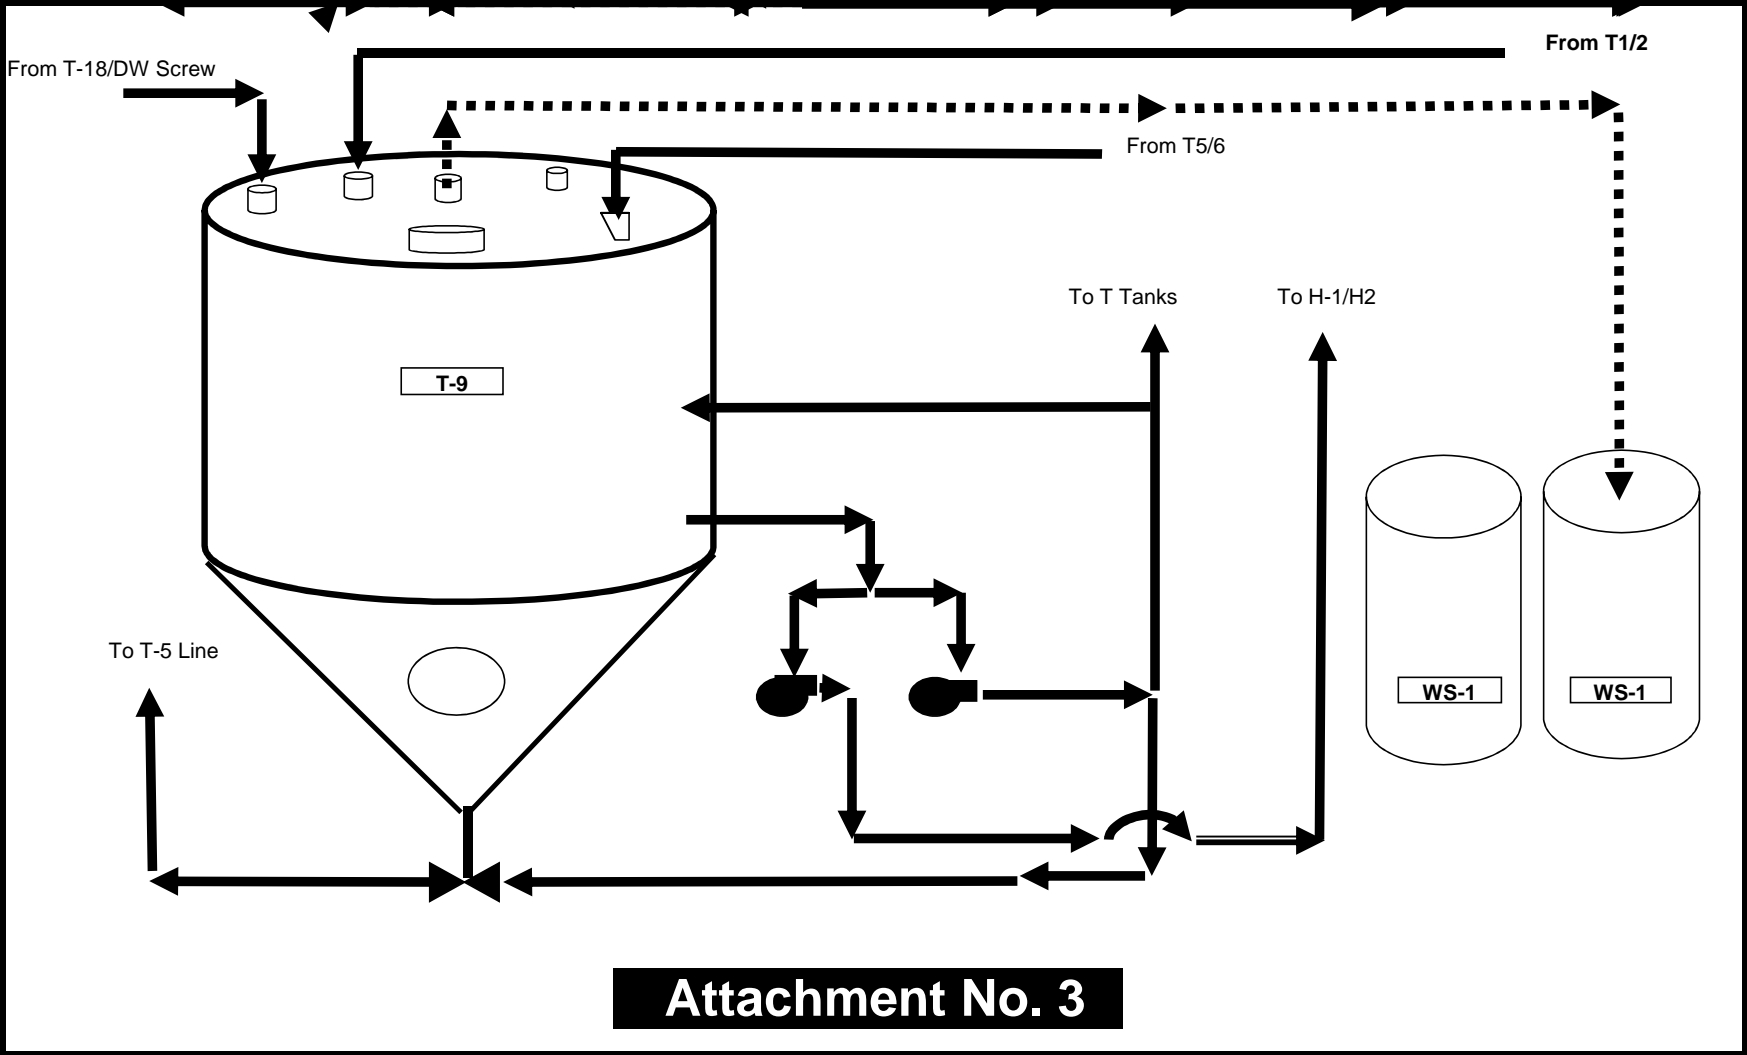 From T1/2
From T-18/DW Screw
From T5/6
To T Tanks
To H-1/H2
T-9
To T-5 Line
WS-1
WS-1
Attachment No. 3